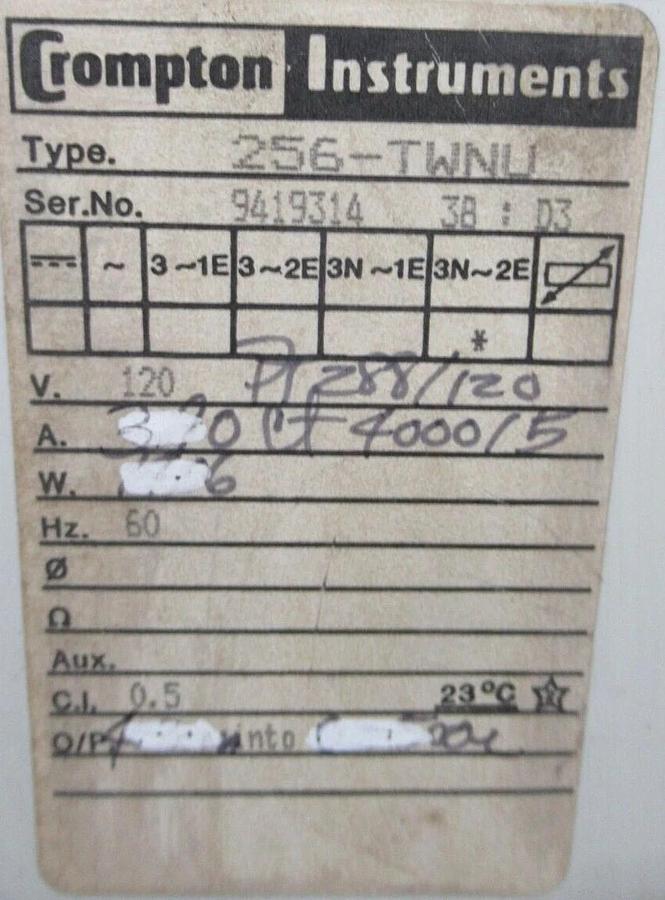 Crompton Instruments
Type. 256-TWNU
Ser.No. 9419314 38 : D3
~ 3~1E 3~2E 3N~1E 3N~2E
*
V. 120 PT 288/120
A. Ct 4000/5
W.
Hz. 60
Ø
Ω
Aux.
C.I. 0.5 23°C
O/P into